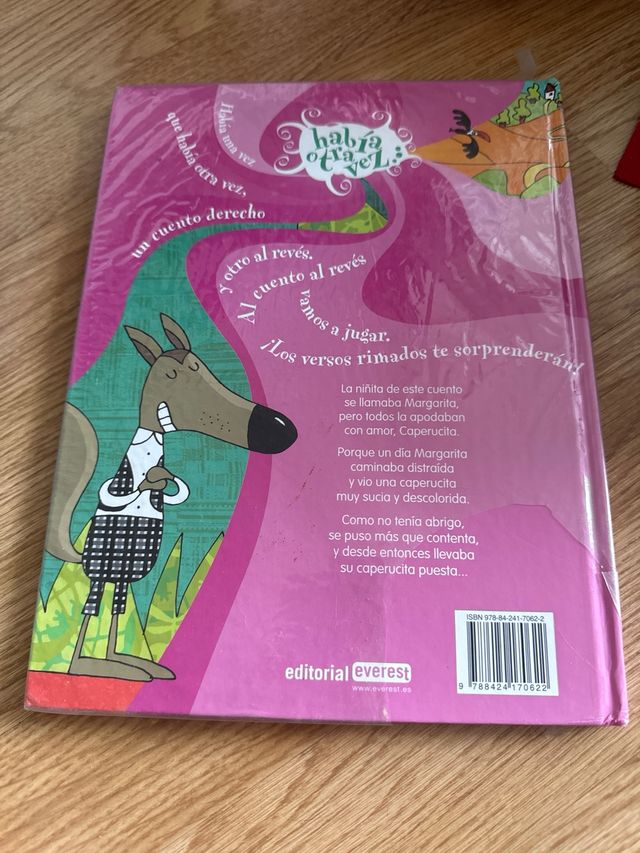 había
otra
vez...
Había una vez
que había otra vez,
un cuento derecho
y otro al revés.
Al cuento al revés
vamos a jugar.
¡Los versos rimados te sorprenderán!
La niñita de este cuento
se llamaba Margarita,
pero todos la apodaban
con amor, Caperucita.
Porque un día Margarita
caminaba distraída
y vio una caperucita
muy sucia y descolorida.
Como no tenía abrigo,
se puso más que contenta,
y desde entonces llevaba
su caperucita puesta...
ISBN 978-84-241-7062-2
9 788424 170622
editorial everest
www.everest.es